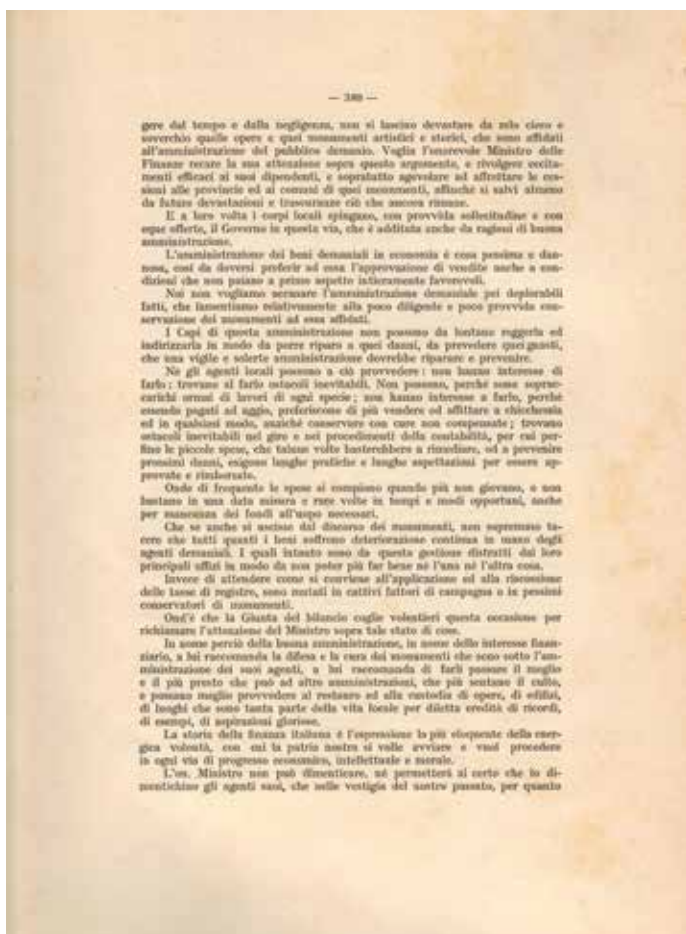 gere dal tempo e dalla negligenza, non si lascino devastare da zelo cieco e
soverchio quelle opere e quei monumenti artistici e storici, che sono affidati
all'amministrazione del pubblico demanio. Voglia l'onorevole Ministro delle
Finanze recare la sua attenzione sopra questo argomento, e rivolgere eccita-
menti efficaci ai suoi dipendenti, e sopratutto agevolare ed affrettare le ces-
sioni alle provincie ed ai comuni di quei monumenti, affinchè si salvi almeno
da future devastazioni e trascuranze ciò che ancora rimane.
E a loro volta i corpi locali spingano, con provvida sollecitudine e con
eque offerte, il Governo in questa via, che è additata anche da ragioni di buona
amministrazione.
L'amministrazione dei beni demaniali in economia è cosa pessima e dan-
nosa, così da doversi preferir ad essa l'approvazione di vendite anche a con-
dizioni che non paiano a primo aspetto intieramente favorevoli.
Noi non vogliamo accusare l'amministrazione demaniale pei deplorabili
fatti, che lamentiamo relativamente alla poco diligente e poco provvida con-
servazione dei monumenti ad essa affidati.
I Capi di questa amministrazione non possono da lontano reggerla ed
indirizzarla in modo da porre riparo a quei danni, da prevedere quei guasti,
che una vigile e solerte amministrazione dovrebbe riparare e prevenire.
Nè gli agenti locali possono a ciò provvedere: non hanno interesse di
farlo; trovano al farlo ostacoli inevitabili. Non possono, perchè sono soprac-
carichi ormai di lavori di ogni specie; non hanno interesse a farlo, perchè
essendo pagati ad aggio, preferiscono di più vendere od affittare a chicchessia
ed in qualsiasi modo, anzichè conservare con cure non compensate; trovano
ostacoli inevitabili nel giro e nei procedimenti della contabilità, per cui per-
fino le piccole spese, che talune volte basterebbero a rimediare, od a prevenire
prossimi danni, esigono lunghe pratiche e lunghe aspettazioni per essere ap-
provate e rimborsate.
Onde di frequente le spese si compiono quando più non giovano, o non
bastano in una data misura e rare volte in tempi e modi opportuni, anche
per mancanza dei fondi all'uopo necessari.
Che se anche si uscisse dal discorso dei monumenti, non sapremmo ta-
cere che tutti quanti i beni soffrono deteriorazione continua in mano degli
agenti demaniali. I quali intanto sono da questa gestione distratti dai loro
principali uffizi in modo da non poter più far bene nè l'una nè l'altra cosa.
Invece di attendere come si conviene all'applicazione ed alla riscossione
delle tasse di registro, sono mutati in cattivi fattori di campagna o in pessimi
conservatori di monumenti.
Ond'è che la Giunta del bilancio coglie volentieri questa occasione per
richiamare l'attenzione del Ministro sopra tale stato di cose.
In nome perciò della buona amministrazione, in nome dello interesse finan-
ziario, a lui raccomanda la difesa e la cura dei monumenti che sono sotto l'am-
ministrazione dei suoi agenti, a lui raccomanda di farli passare il meglio
e il più presto che può ad altre amministrazioni, che più sentano il culto,
e possano meglio provvedere al restauro ed alla custodia di opere, di edifizi,
di luoghi che sono tanta parte della vita locale per diletta eredità di ricordi,
di esempi, di aspirazioni gloriose.
La storia della finanza italiana è l'espressione la più eloquente della ener-
gica volontà, con cui la patria nostra si volle avviare e vuol procedere
in ogni via di progresso economico, intellettuale e morale.
L'on. Ministro non può dimenticare, nè permetterà al certo che lo di-
mentichino gli agenti suoi, che nelle vestigia del nostro passato, per quanto